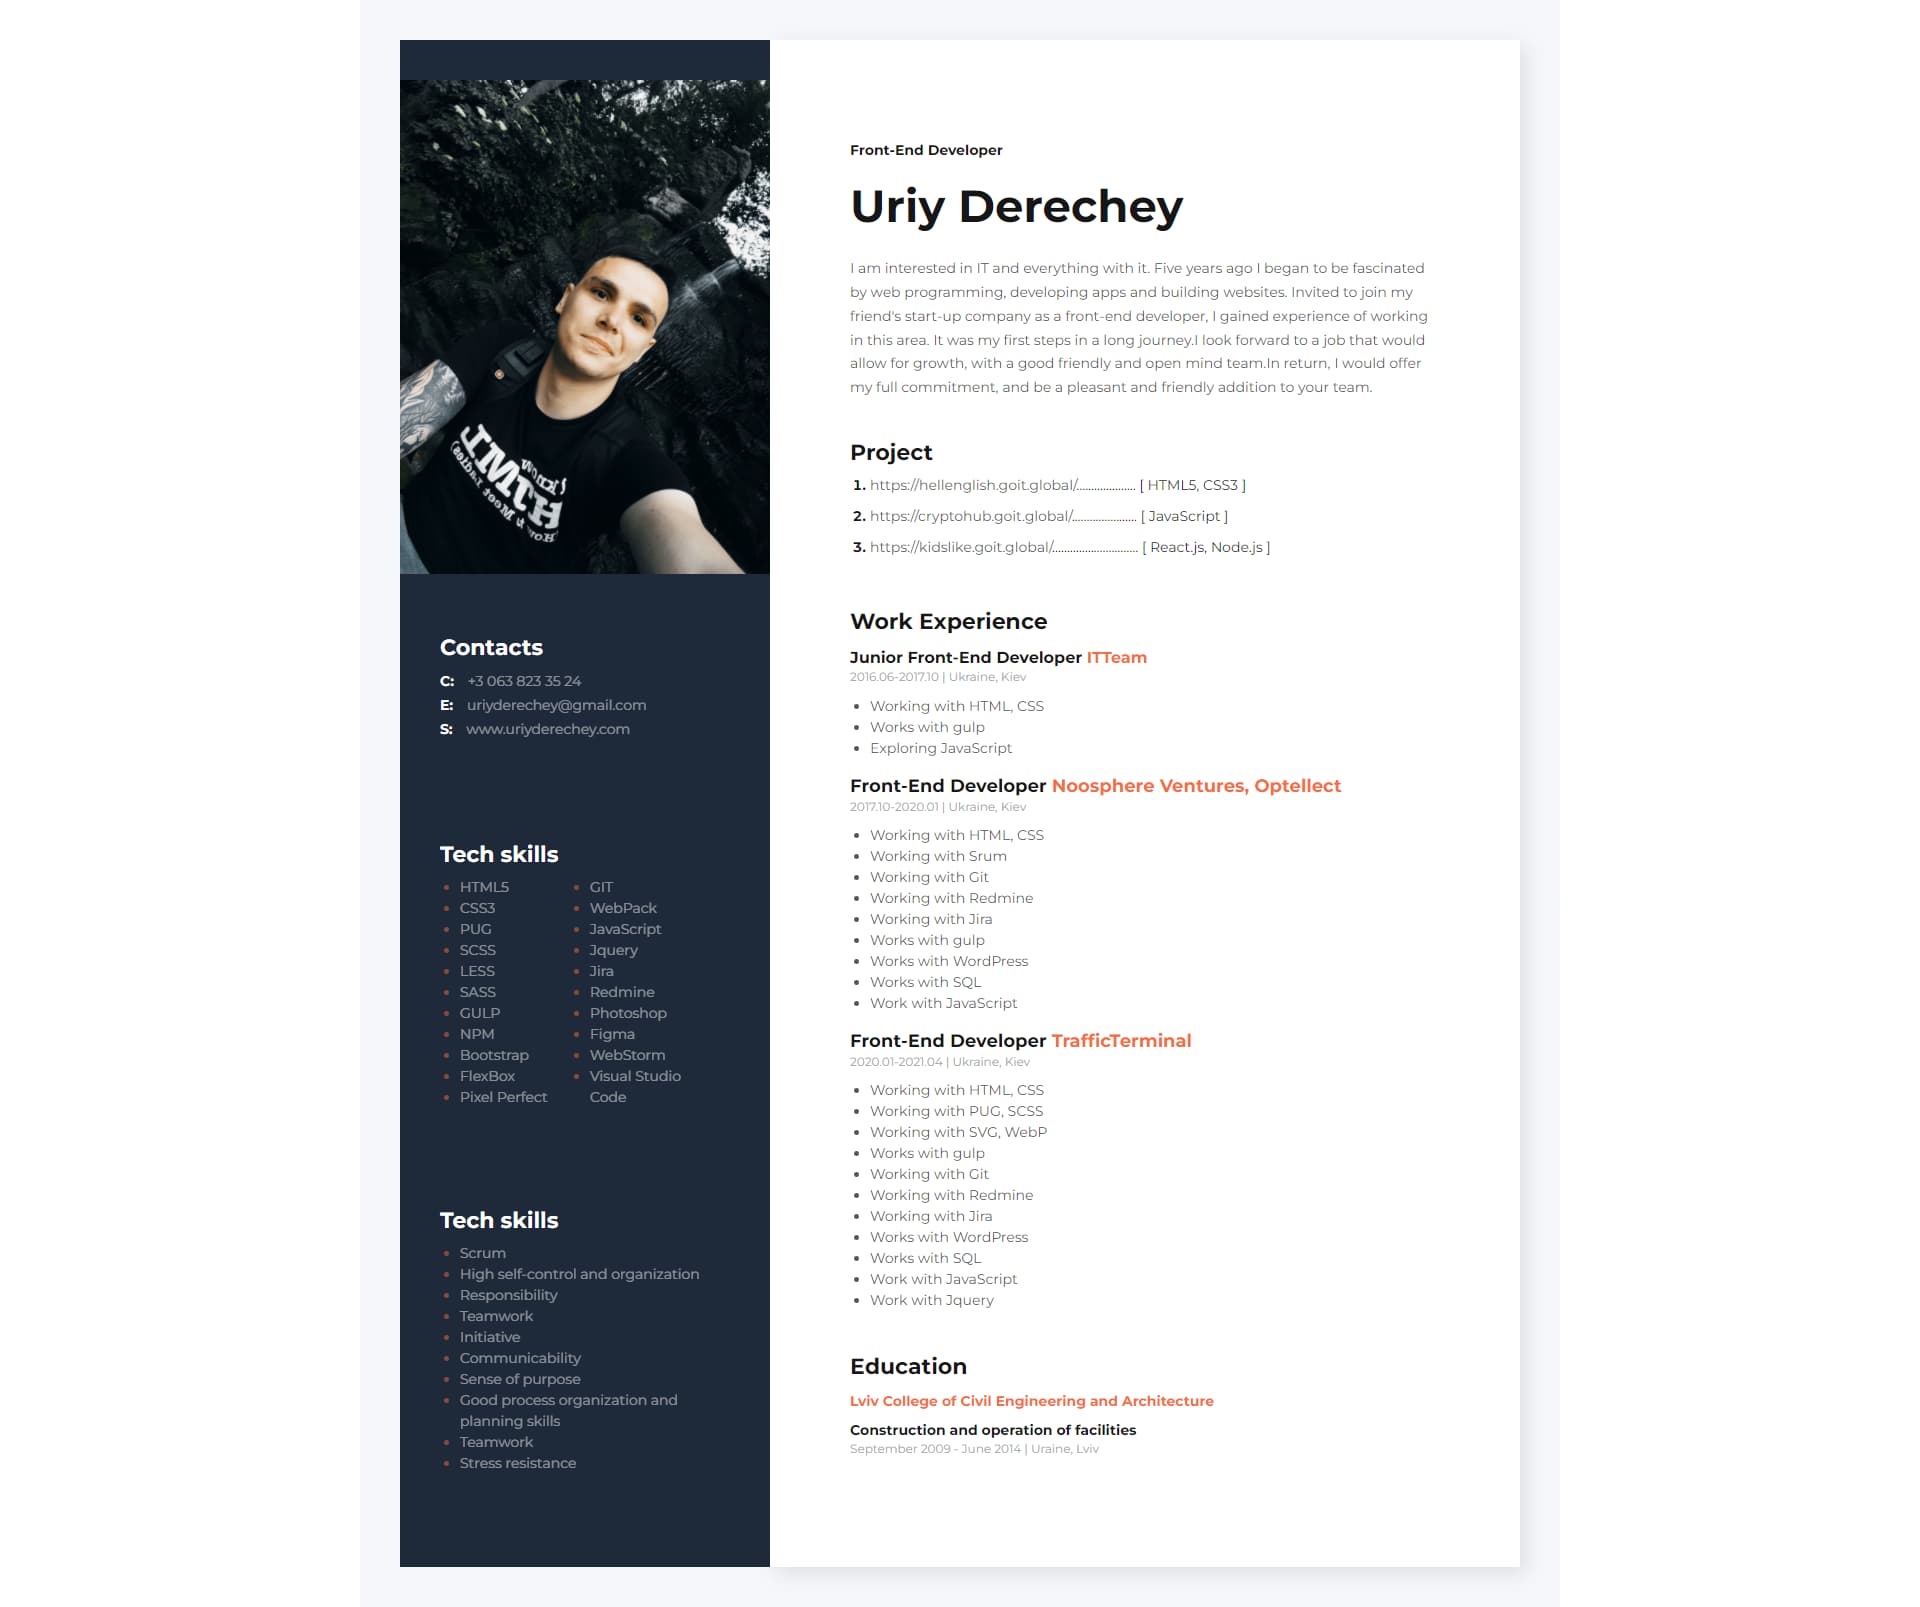 I KNOW
HTML
(How to Meet Ladies)
Contacts
C: +3 063 823 35 24
E: uriyderechey@gmail.com
S: www.uriyderechey.com
Tech skills
HTML5
CSS3
PUG
SCSS
LESS
SASS
GULP
NPM
Bootstrap
FlexBox
Pixel Perfect
GIT
WebPack
JavaScript
Jquery
Jira
Redmine
Photoshop
Figma
WebStorm
Visual Studio
Code
Tech skills
Scrum
High self-control and organization
Responsibility
Teamwork
Initiative
Communicability
Sense of purpose
Good process organization and
planning skills
Teamwork
Stress resistance
Front-End Developer
Uriy Derechey
I am interested in IT and everything with it. Five years ago I began to be fascinated
by web programming, developing apps and building websites. Invited to join my
friend's start-up company as a front-end developer, I gained experience of working
in this area. It was my first steps in a long journey.I look forward to a job that would
allow for growth, with a good friendly and open mind team.In return, I would offer
my full commitment, and be a pleasant and friendly addition to your team.
Project
1. https://hellenglish.goit.global/.................... [ HTML5, CSS3 ]
2. https://cryptohub.goit.global/...................... [ JavaScript ]
3. https://kidslike.goit.global/............................. [ React.js, Node.js ]
Work Experience
Junior Front-End Developer ITTeam
2016.06-2017.10 | Ukraine, Kiev
Working with HTML, CSS
Works with gulp
Exploring JavaScript
Front-End Developer Noosphere Ventures, Optellect
2017.10-2020.01 | Ukraine, Kiev
Working with HTML, CSS
Working with Srum
Working with Git
Working with Redmine
Working with Jira
Works with gulp
Works with WordPress
Works with SQL
Work with JavaScript
Front-End Developer TrafficTerminal
2020.01-2021.04 | Ukraine, Kiev
Working with HTML, CSS
Working with PUG, SCSS
Working with SVG, WebP
Works with gulp
Working with Git
Working with Redmine
Working with Jira
Works with WordPress
Works with SQL
Work with JavaScript
Work with Jquery
Education
Lviv College of Civil Engineering and Architecture
Construction and operation of facilities
September 2009 - June 2014 | Uraine, Lviv